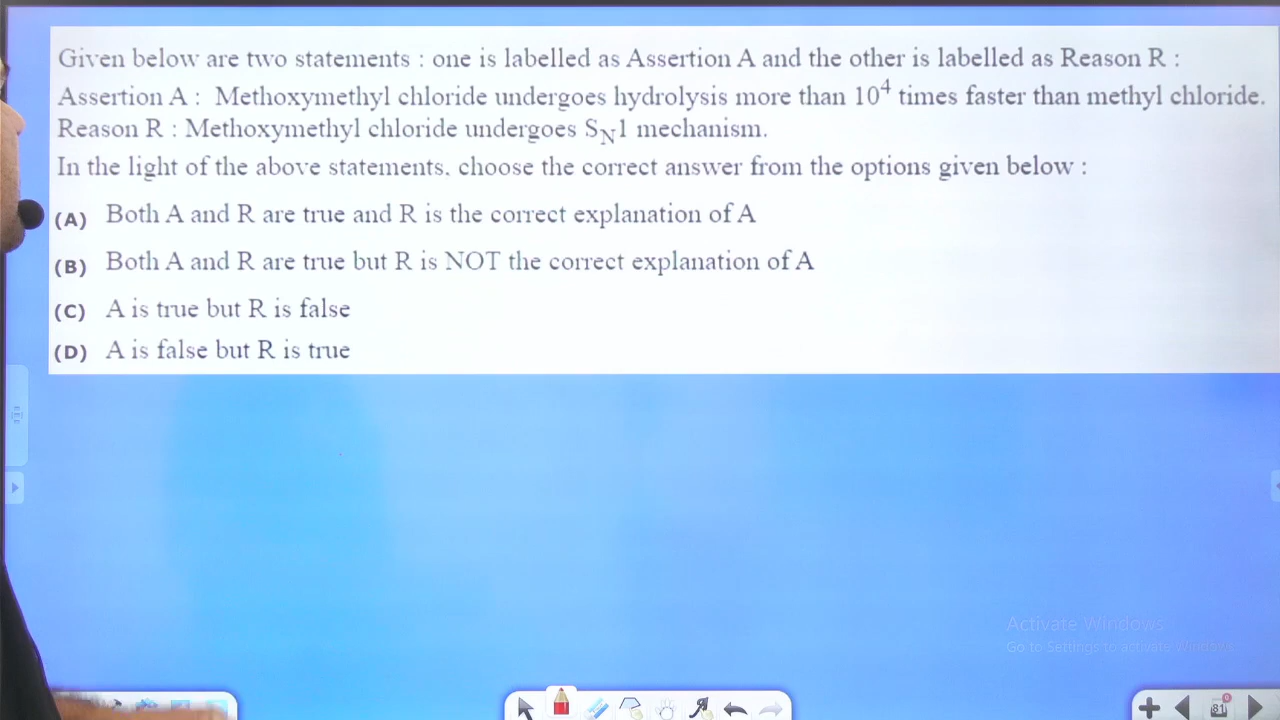 Given below are two statements : one is labelled as Assertion A and the other is labelled as Reason R :
Assertion A : Methoxymethyl chloride undergoes hydrolysis more than 10⁴ times faster than methyl chloride.
Reason R : Methoxymethyl chloride undergoes S_N1 mechanism.
In the light of the above statements, choose the correct answer from the options given below :
(A) Both A and R are true and R is the correct explanation of A
(B) Both A and R are true but R is NOT the correct explanation of A
(C) A is true but R is false
(D) A is false but R is true
Activate Windows
Go to Settings to activate Windows.
81